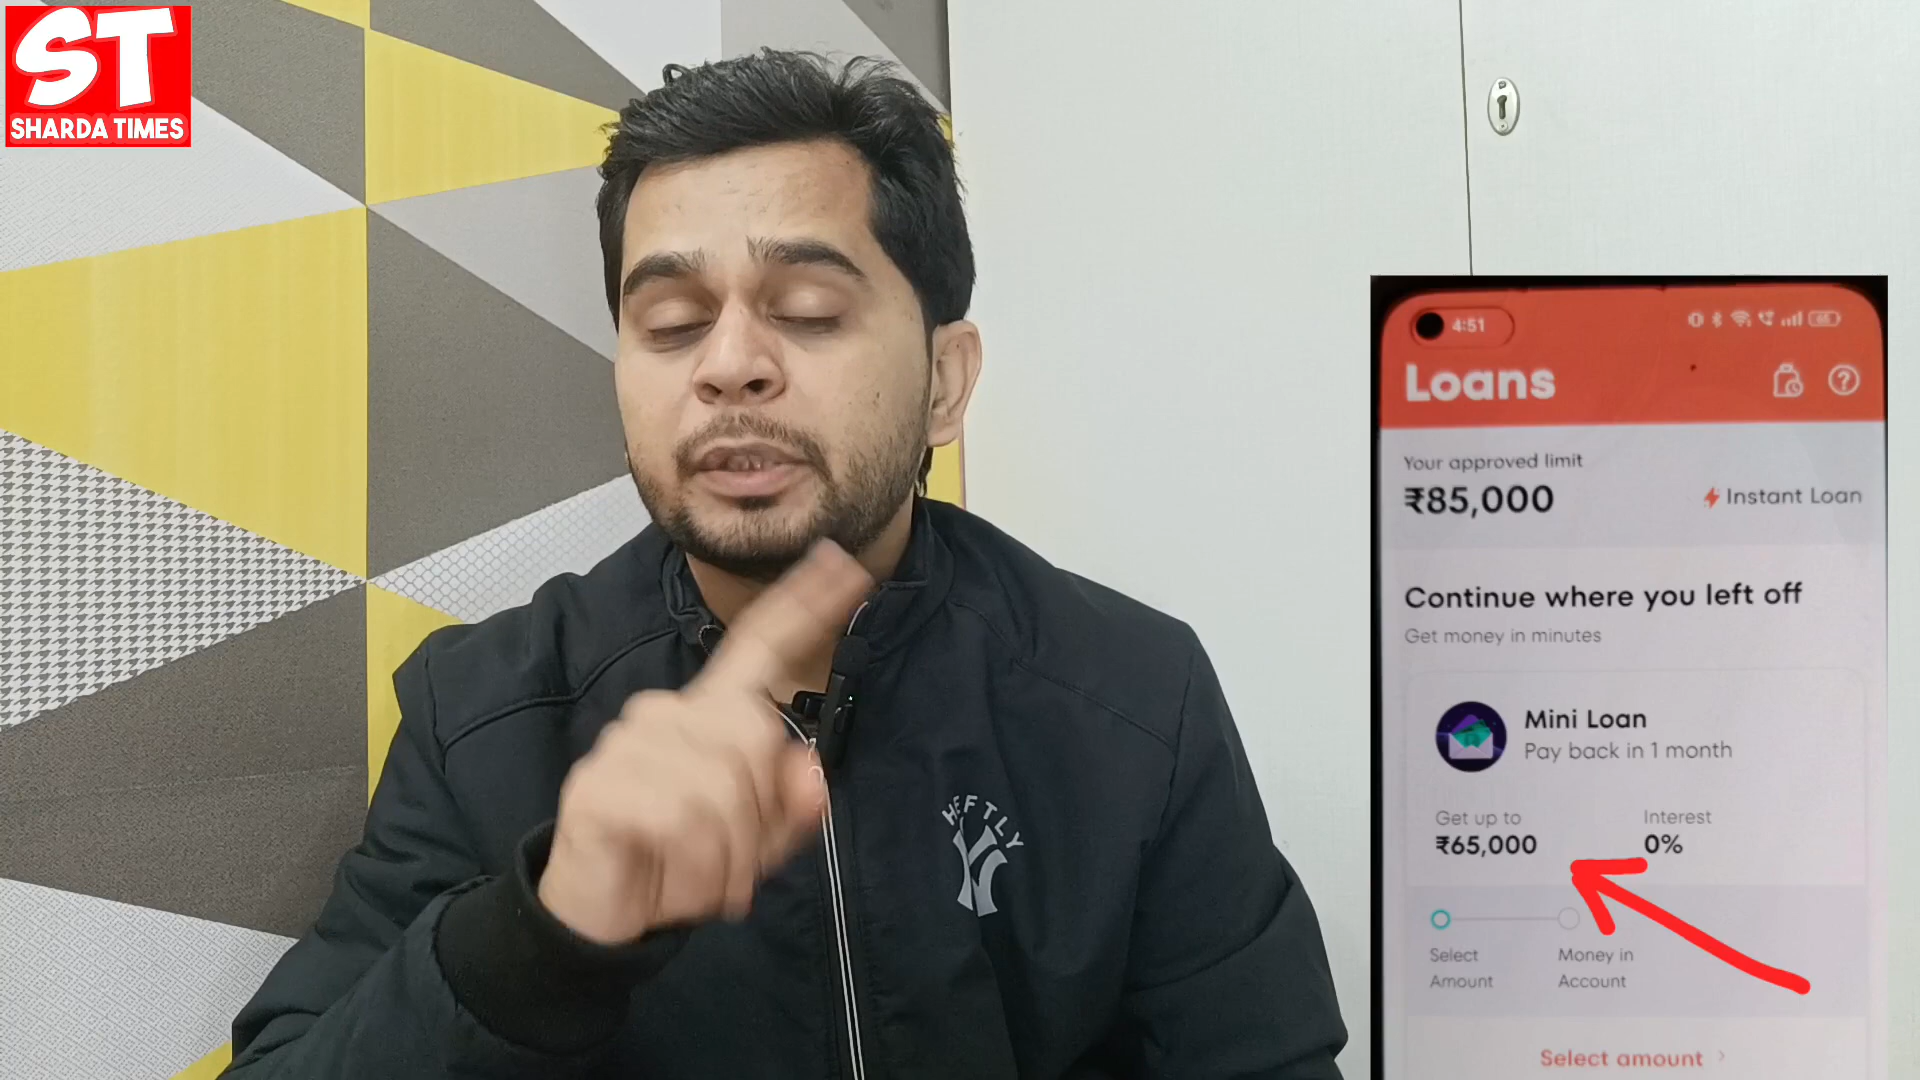 ST
SHARDA TIMES
HEFTLY
4:51
65
Loans
Your approved limit
₹85,000
Instant Loan
Continue where you left off
Get money in minutes
Mini Loan
Pay back in 1 month
Get up to
Interest
₹65,000
0%
Select
Amount
Money in
Account
Select amount